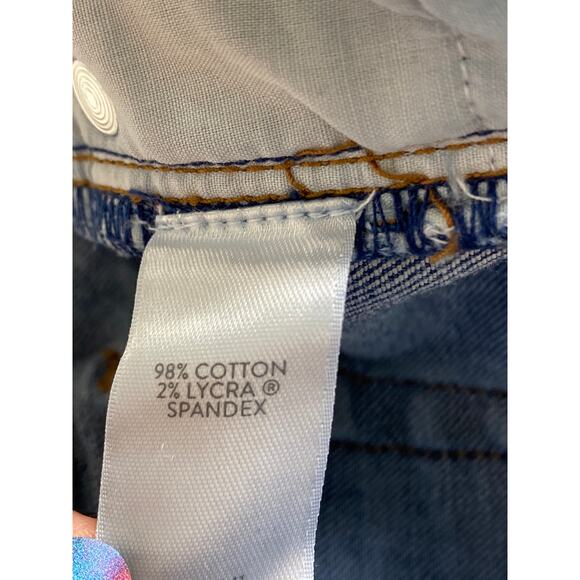 98% COTTON
2% LYCRA ®
SPANDEX